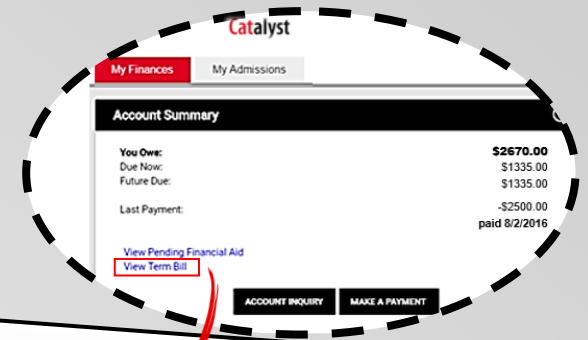 Catalyst
My Finances My Admissions
Account Summary
You Owe: $2670.00
Due Now: $1335.00
Future Due: $1335.00
Last Payment: -$2500.00
paid 8/2/2016
View Pending Financial Aid
View Term Bill
ACCOUNT INQUIRY MAKE A PAYMENT